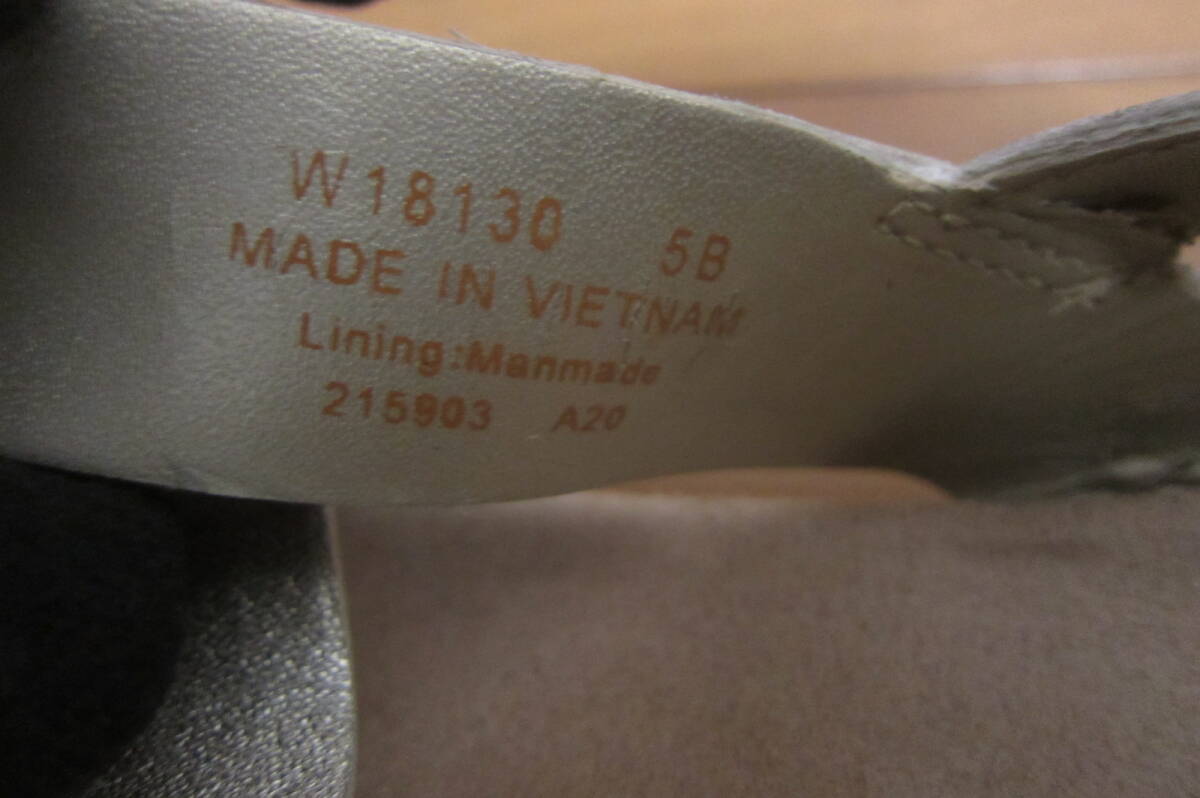 W18130 5B
MADE IN VIETNAM
Lining:Manmade
215903 A20